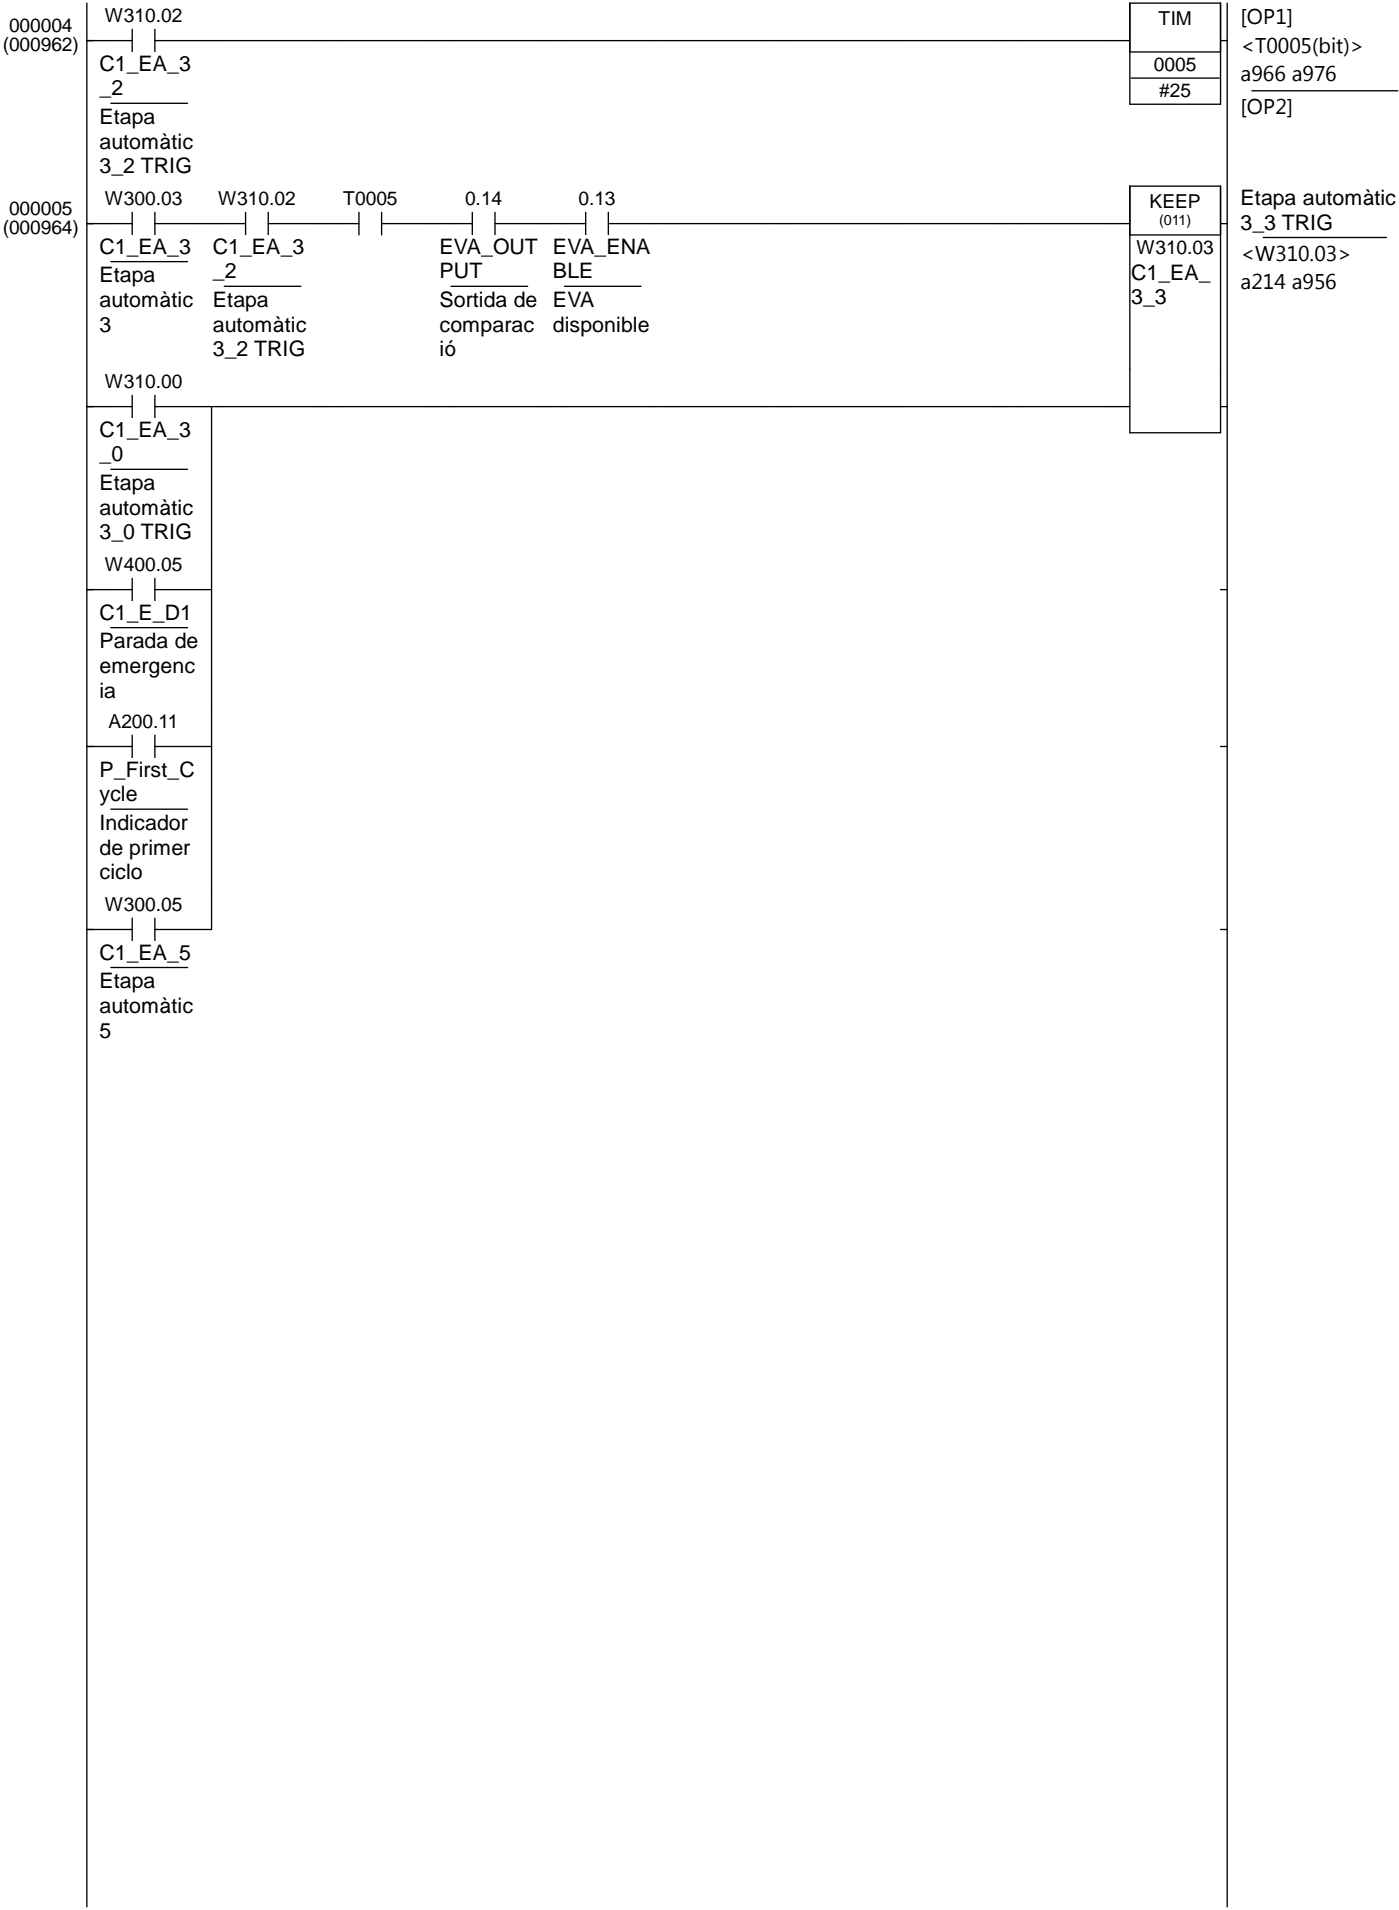 000004
(000962)
W310.02
C1_EA_3
_2
Etapa
automàtic
3_2 TRIG
TIM
0005
#25
[OP1]
<T0005(bit)>
a966 a976
[OP2]
000005
(000964)
W300.03
C1_EA_3
Etapa
automàtic
3
W310.02
C1_EA_3
_2
Etapa
automàtic
3_2 TRIG
T0005
0.14
EVA_OUT
PUT
Sortida de
comparac
ió
0.13
EVA_ENA
BLE
EVA
disponible
KEEP
(011)
W310.03
C1_EA_
3_3
Etapa automàtic
3_3 TRIG
<W310.03>
a214 a956
W310.00
C1_EA_3
_0
Etapa
automàtic
3_0 TRIG
W400.05
C1_E_D1
Parada de
emergenc
ia
A200.11
P_First_C
ycle
Indicador
de primer
ciclo
W300.05
C1_EA_5
Etapa
automàtic
5